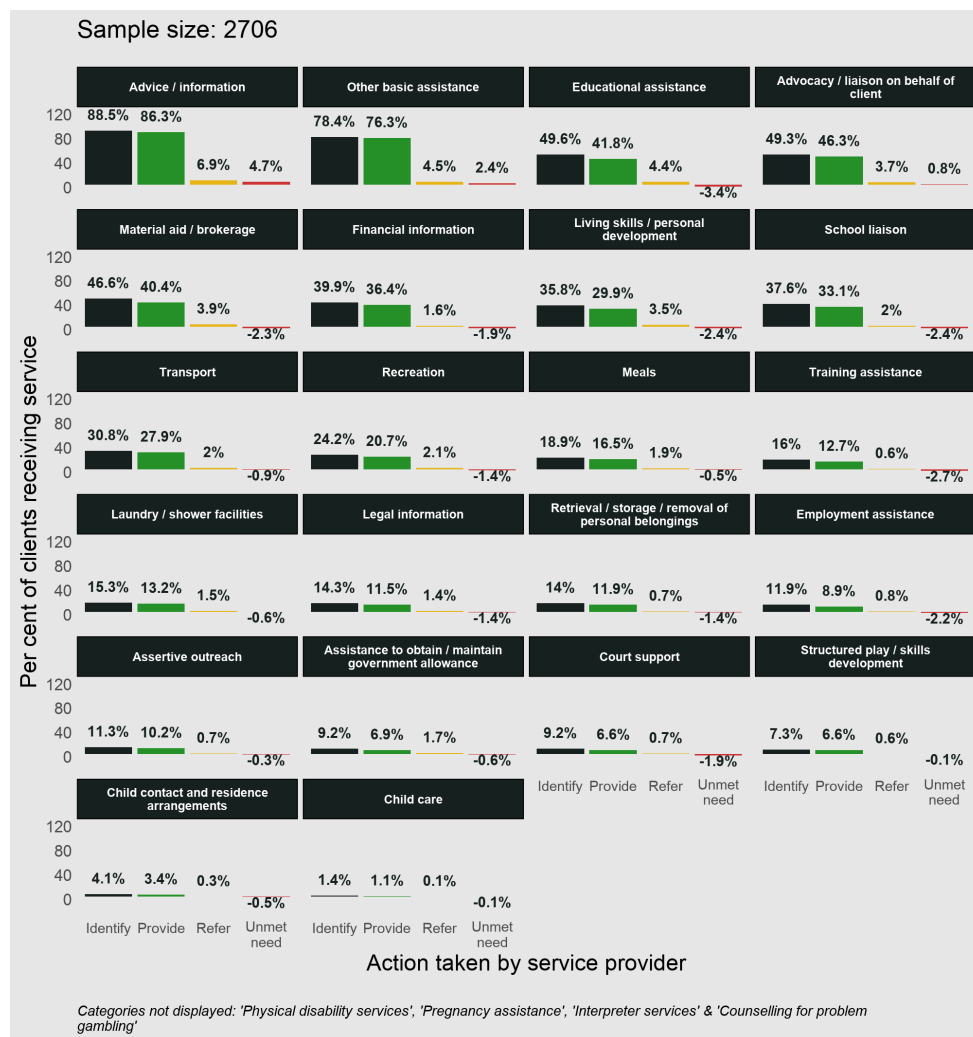 Sample size: 2706
Per cent of clients receiving service
Advice / information
Other basic assistance
Educational assistance
Advocacy / liaison on behalf of
client
120
80
40
0
88.5% 86.3% 6.9% 4.7%
78.4% 76.3% 4.5% 2.4%
49.6% 41.8% 4.4% -3.4%
49.3% 46.3% 3.7% 0.8%
Material aid / brokerage
Financial information
Living skills / personal
development
School liaison
120
80
40
0
46.6% 40.4% 3.9% -2.3%
39.9% 36.4% 1.6% -1.9%
35.8% 29.9% 3.5% -2.4%
37.6% 33.1% 2% -2.4%
Transport
Recreation
Meals
Training assistance
120
80
40
0
30.8% 27.9% 2% -0.9%
24.2% 20.7% 2.1% -1.4%
18.9% 16.5% 1.9% -0.5%
16% 12.7% 0.6% -2.7%
Laundry / shower facilities
Legal information
Retrieval / storage / removal of
personal belongings
Employment assistance
120
80
40
0
15.3% 13.2% 1.5% -0.6%
14.3% 11.5% 1.4% -1.4%
14% 11.9% 0.7% -1.4%
11.9% 8.9% 0.8% -2.2%
Assertive outreach
Assistance to obtain / maintain
government allowance
Court support
Structured play / skills
development
120
80
40
0
11.3% 10.2% 0.7% -0.3%
9.2% 6.9% 1.7% -0.6%
9.2% 6.6% 0.7% -1.9%
7.3% 6.6% 0.6% -0.1%
Identify Provide Refer Unmet
need
Identify Provide Refer Unmet
need
Child contact and residence
arrangements
Child care
120
80
40
0
4.1% 3.4% 0.3% -0.5%
1.4% 1.1% 0.1% -0.1%
Identify Provide Refer Unmet
need
Identify Provide Refer Unmet
need
Action taken by service provider
Categories not displayed: 'Physical disability services', 'Pregnancy assistance', 'Interpreter services' & 'Counselling for problem
gambling'